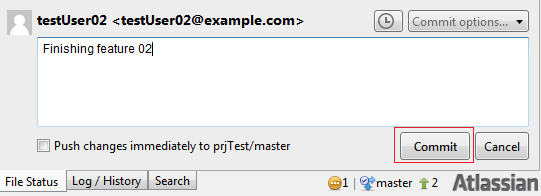 testUser02 <testUser02@example.com>
Commit options...
Finishing feature 02
Push changes immediately to prjTest/master
Commit
Cancel
File Status
Log / History
Search
1
master
2
Atlassian